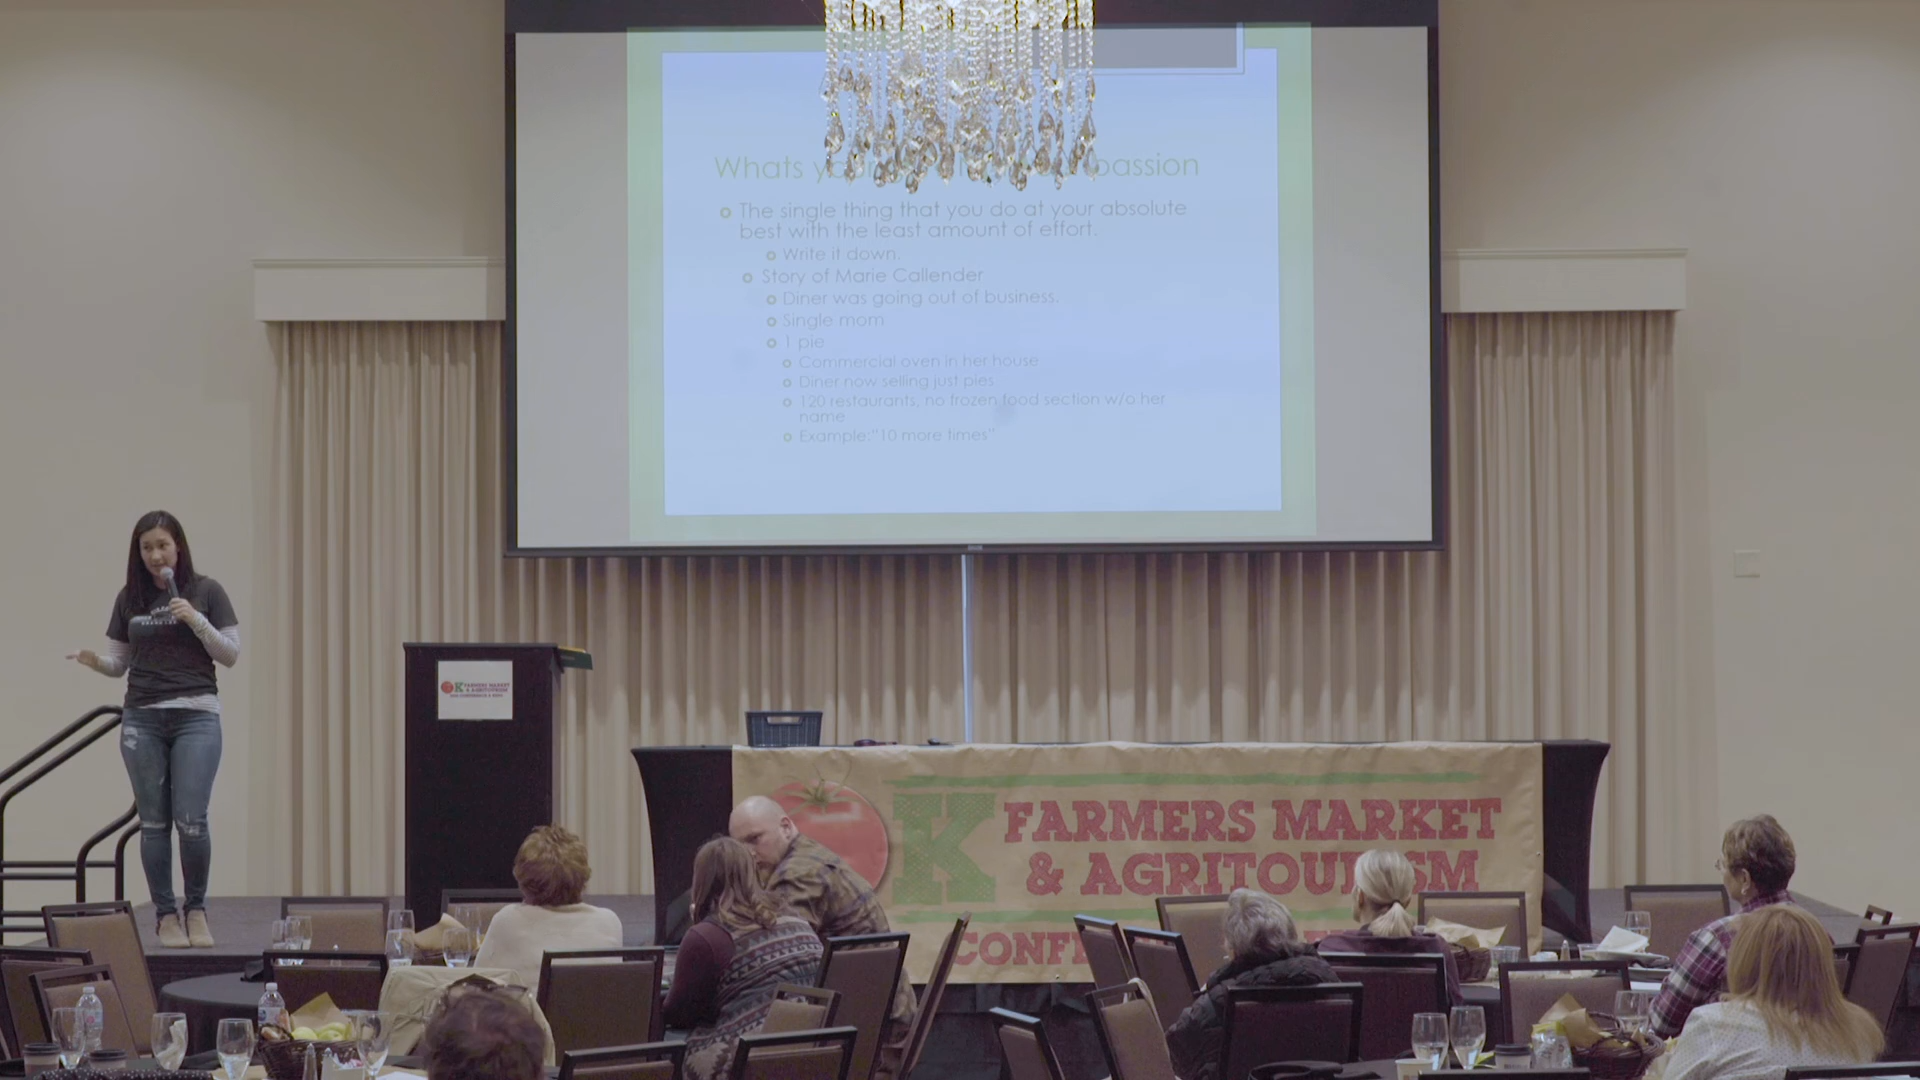 Whats passion
The single thing that you do at your absolute
best with the least amount of effort.
Write it down.
Story of Marie Callender
Diner was going out of business.
Single mom
1 pie
Commercial oven in her house
Diner now selling just pies
120 restaurants, no frozen food section w/o her
name
Example:"10 more times"
K FARMERS MARKET
& AGRITOURISM
K FARMERS MARKET
& AGRITOURISM